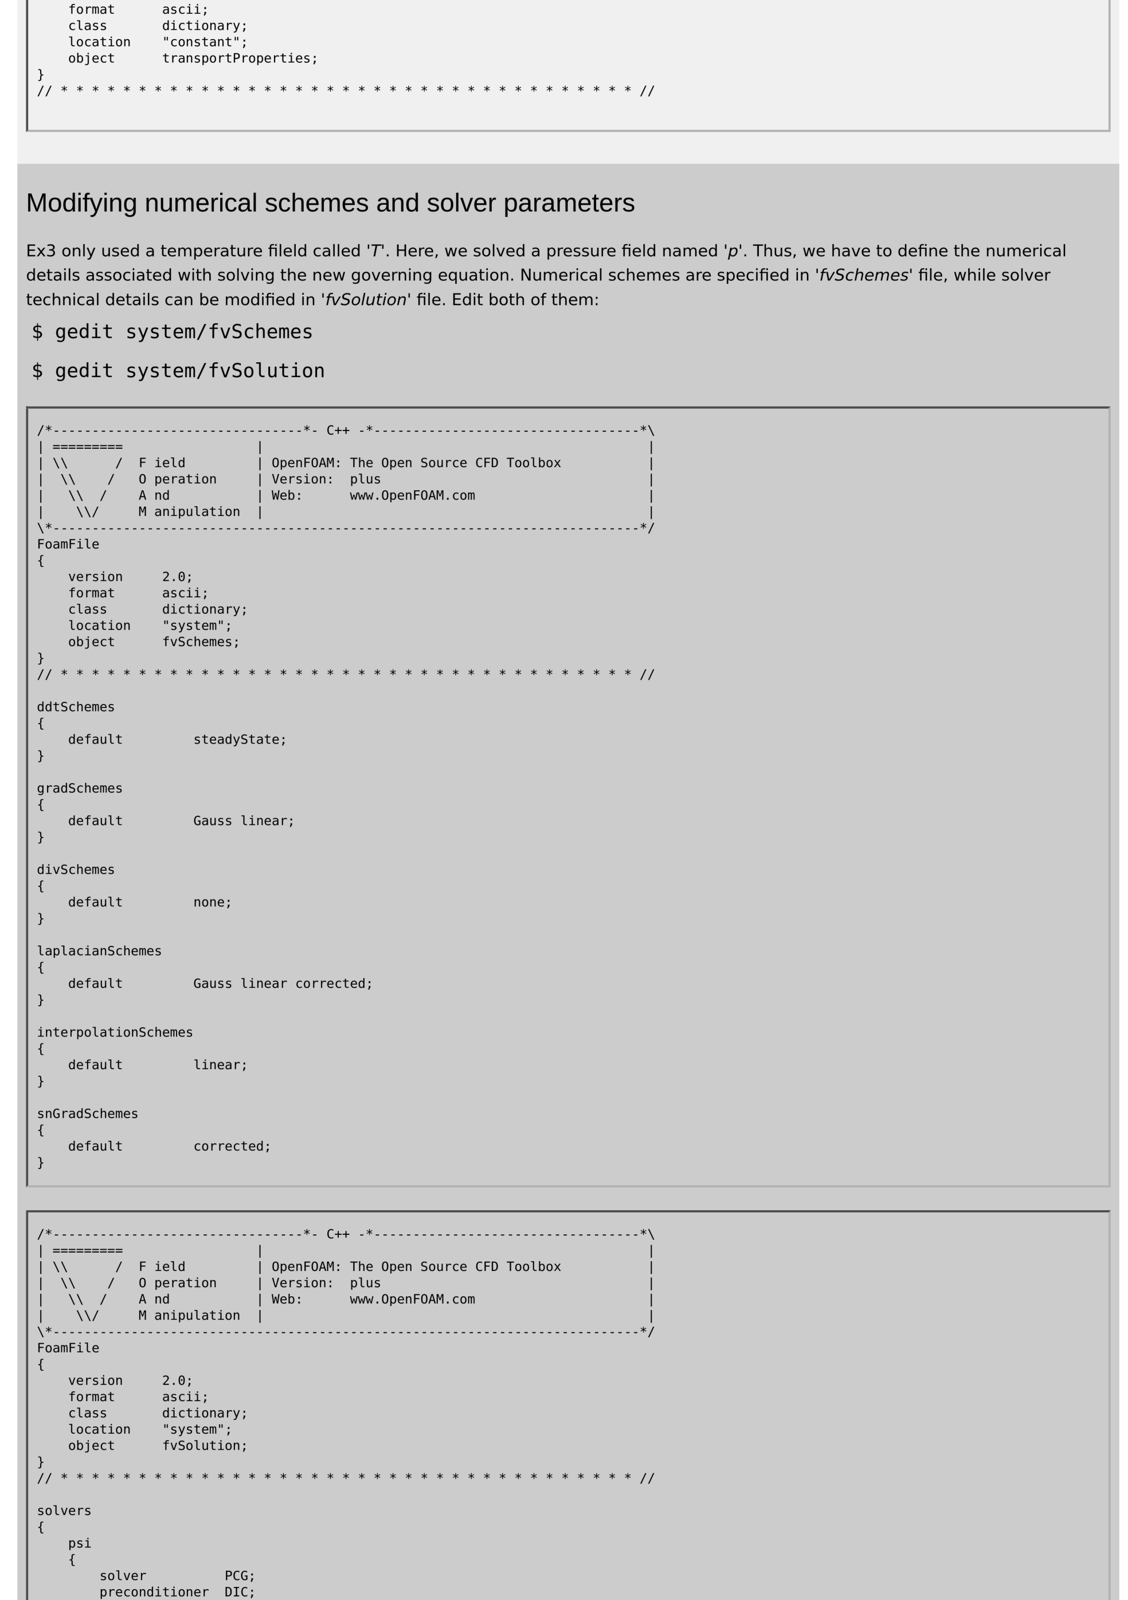 format      ascii;
    class       dictionary;
    location    "constant";
    object      transportProperties;
}
// * * * * * * * * * * * * * * * * * * * * * * * * * * * * * * * * * * * * * //
Modifying numerical schemes and solver parameters
Ex3 only used a temperature fileld called 'T'. Here, we solved a pressure field named 'p'. Thus, we have to define the numerical
details associated with solving the new governing equation. Numerical schemes are specified in 'fvSchemes' file, while solver
technical details can be modified in 'fvSolution' file. Edit both of them:
$ gedit system/fvSchemes
$ gedit system/fvSolution
/*--------------------------------*- C++ -*----------------------------------*\
| =========                 |                                                 |
| \\      /  F ield         | OpenFOAM: The Open Source CFD Toolbox           |
|  \\    /   O peration     | Version:  plus                                  |
|   \\  /    A nd           | Web:      www.OpenFOAM.com                      |
|    \\/     M anipulation  |                                                 |
\*---------------------------------------------------------------------------*/
FoamFile
{
    version     2.0;
    format      ascii;
    class       dictionary;
    location    "system";
    object      fvSchemes;
}
// * * * * * * * * * * * * * * * * * * * * * * * * * * * * * * * * * * * * * //
ddtSchemes
{
    default         steadyState;
}
gradSchemes
{
    default         Gauss linear;
}
divSchemes
{
    default         none;
}
laplacianSchemes
{
    default         Gauss linear corrected;
}
interpolationSchemes
{
    default         linear;
}
snGradSchemes
{
    default         corrected;
}
/*--------------------------------*- C++ -*----------------------------------*\
| =========                 |                                                 |
| \\      /  F ield         | OpenFOAM: The Open Source CFD Toolbox           |
|  \\    /   O peration     | Version:  plus                                  |
|   \\  /    A nd           | Web:      www.OpenFOAM.com                      |
|    \\/     M anipulation  |                                                 |
\*---------------------------------------------------------------------------*/
FoamFile
{
    version     2.0;
    format      ascii;
    class       dictionary;
    location    "system";
    object      fvSolution;
}
// * * * * * * * * * * * * * * * * * * * * * * * * * * * * * * * * * * * * * //
solvers
{
    psi
    {
        solver          PCG;
        preconditioner  DIC;